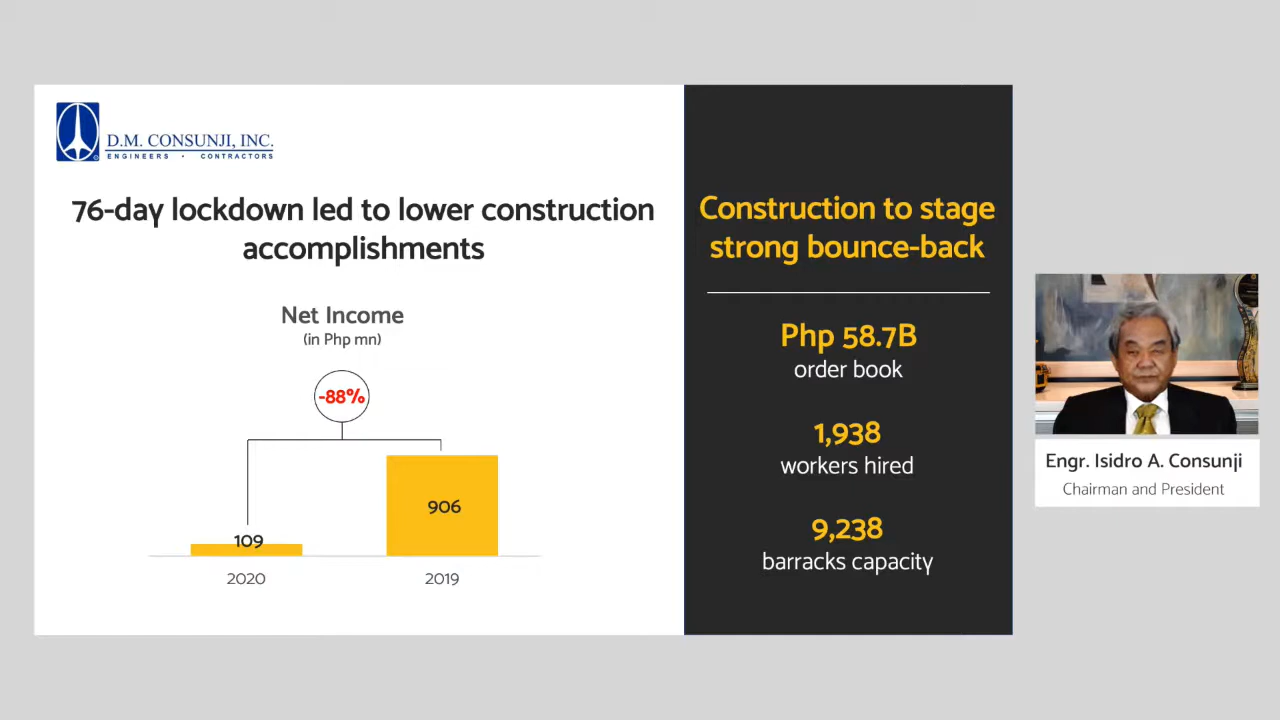 D.M. CONSUNJI, INC.
ENGINEERS • CONTRACTORS
76-day lockdown led to lower construction
accomplishments
Net Income
(in Php mn)
-88%
906
109
2020
2019
Construction to stage
strong bounce-back
Php 58.7B
order book
1,938
workers hired
9,238
barracks capacity
Engr. Isidro A. Consunji
Chairman and President